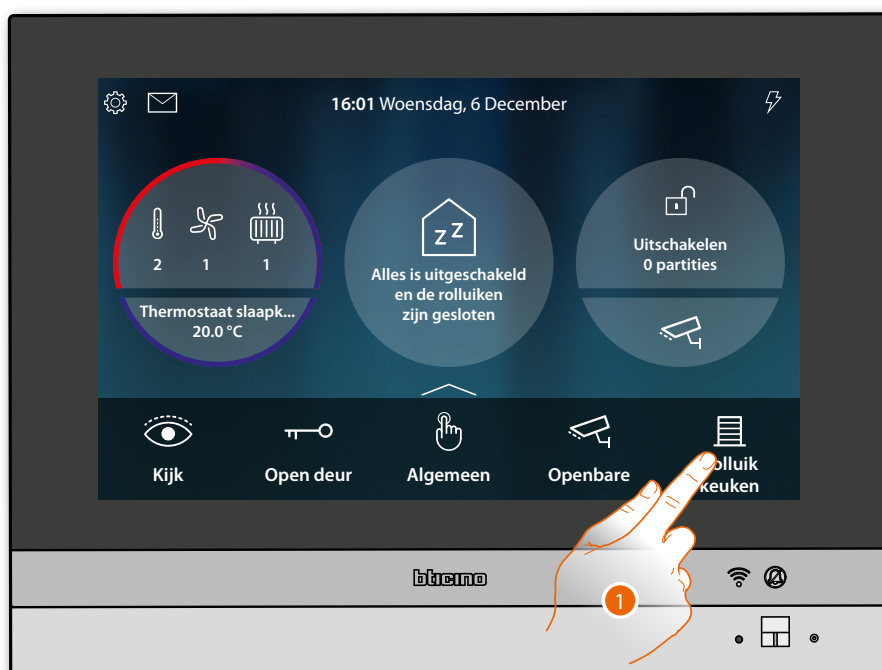 16:01 Woensdag, 6 December
2 1 1
Thermostaat slaapk...
20.0 °C
Alles is uitgeschakeld
en de rolluiken
zijn gesloten
Uitschakelen
0 partities
zZ
Kijk
Open deur
Algemeen
Openbare
olluik
keuken
bticino
1